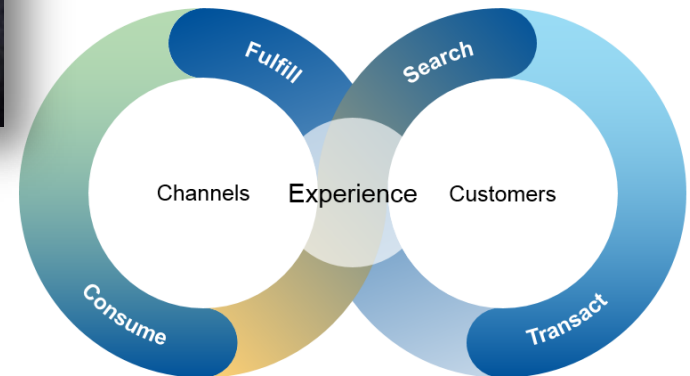 Fulfill
Search
Channels
Experience
Customers
Consume
Transact